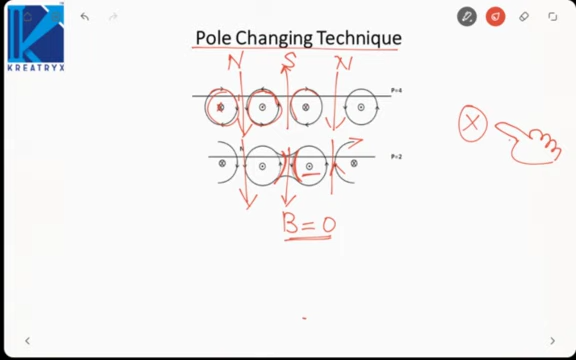 KREATRYX
Pole Changing Technique
N S N
P=4
N
P=2
X
B=0